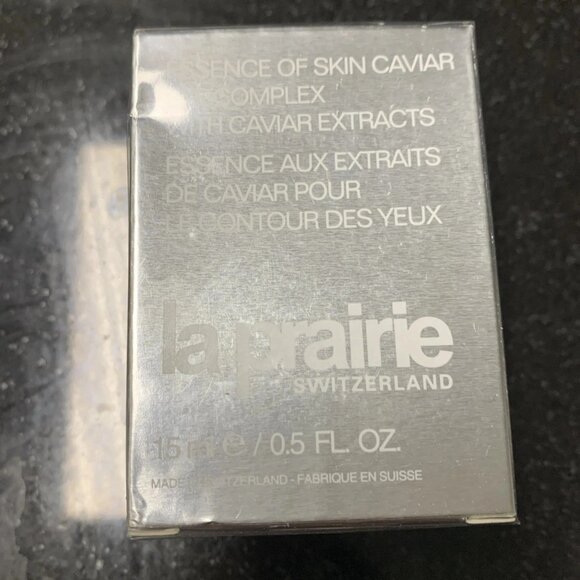 ESSENCE OF SKIN CAVIAR
COMPLEX
WITH CAVIAR EXTRACTS
ESSENCE AUX EXTRAITS
DE CAVIAR POUR
LE CONTOUR DES YEUX
la prairie
SWITZERLAND
15 ml e / 0.5 FL. OZ.
MADE IN SWITZERLAND - FABRIQUE EN SUISSE